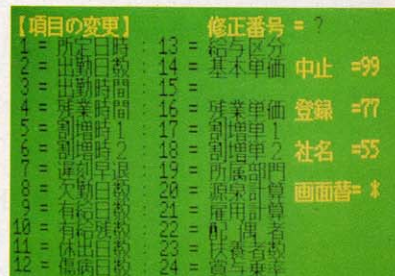 【項目の変更】 修正番号 = ?
1 = 所定日時 : 13 = 給与区分
2 = 出勤日数 : 14 = 基本単価 中止 =99
3 = 出勤時間 : 15 =
4 = 残業時間 : 16 = 残業単価 登録 =77
5 = 割増時1 : 17 = 割増単1
6 = 割増時2 : 18 = 割増単2 社名 =55
7 = 遅刻早退 : 19 = 所属部門
8 = 欠勤日数 : 20 = 源泉計算 画面替= *
9 = 有給日数 : 21 = 雇用計算
10 = 有給残数 : 22 = 配偶者
11 = 休出日数 : 23 = 扶養者数
12 = 傷病日数 : 24 =